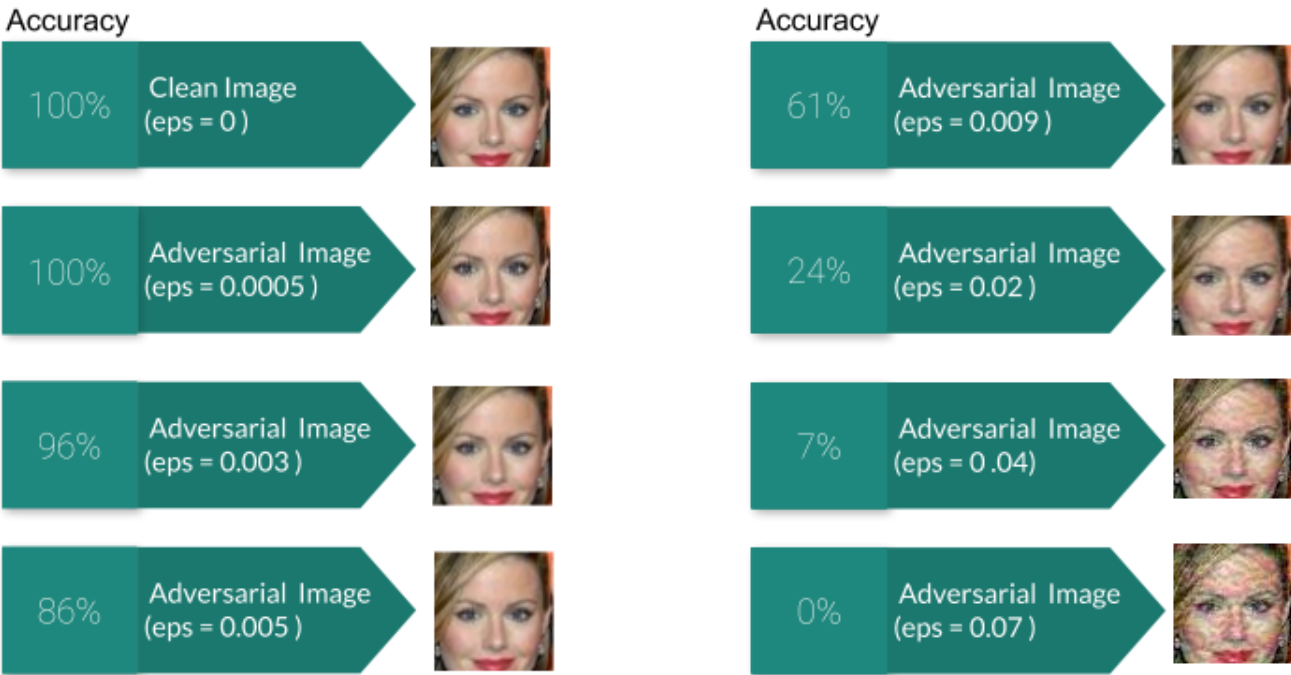 Accuracy
100%
Clean Image
(eps = 0 )
100%
Adversarial Image
(eps = 0.0005 )
96%
Adversarial Image
(eps = 0.003 )
86%
Adversarial Image
(eps = 0.005 )
Accuracy
61%
Adversarial Image
(eps = 0.009 )
24%
Adversarial Image
(eps = 0.02 )
7%
Adversarial Image
(eps = 0 .04)
0%
Adversarial Image
(eps = 0.07 )